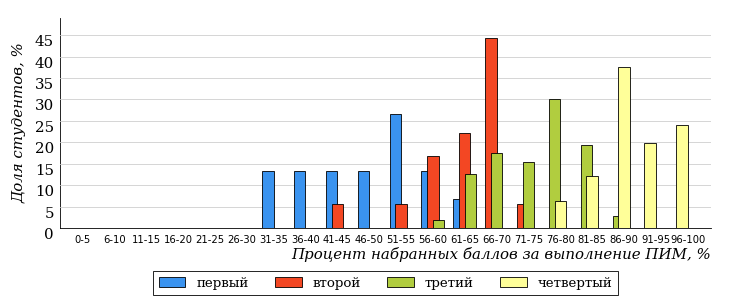 Доля студентов, %
45
40
35
30
25
20
15
10
5
0
0-5 6-10 11-15 16-20 21-25 26-30 31-35 36-40 41-45 46-50 51-55 56-60 61-65 66-70 71-75 76-80 81-85 86-90 91-95 96-100
Процент набранных баллов за выполнение ПИМ, %
первый второй третий четвертый